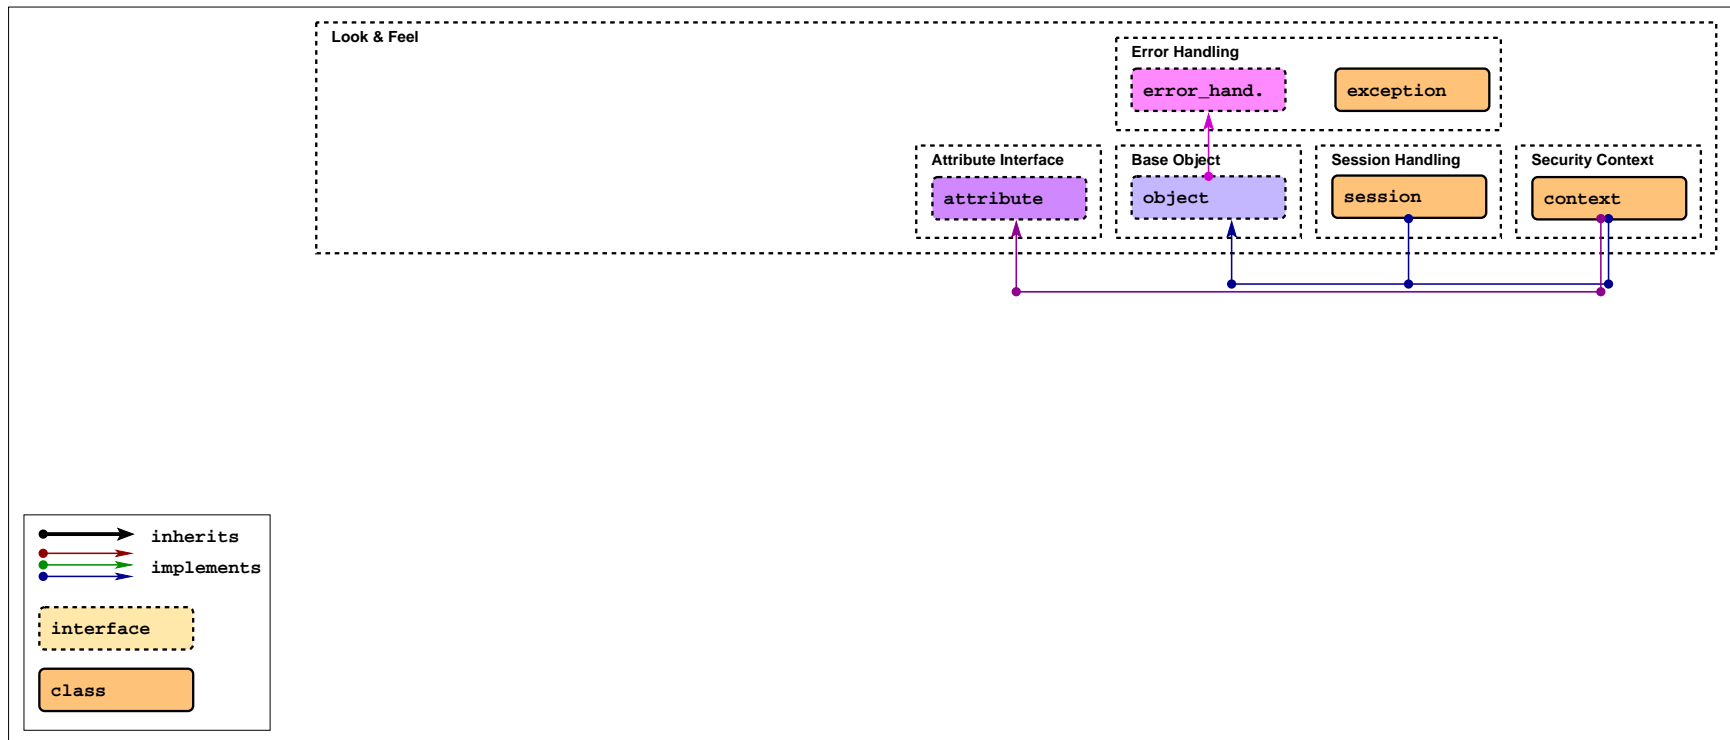 Look & Feel
Error Handling
error_hand.
exception
Attribute Interface
Base Object
Session Handling
Security Context
attribute
object
session
context
inherits
implements
interface
class